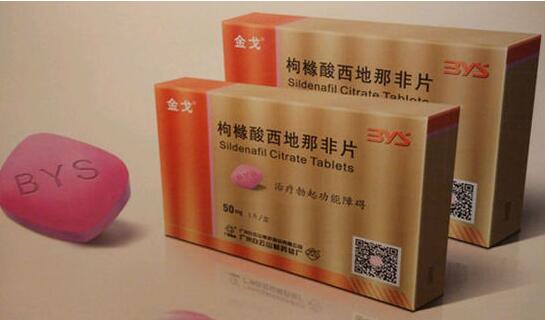 金戈®
枸橼酸西地那非片
Sildenafil Citrate Tablets
BYS
金戈®
枸橼酸西地那非片
Sildenafil Citrate Tablets
BYS
BYS
治疗勃起功能障碍
50mg
广州白云山制药总厂
BYS